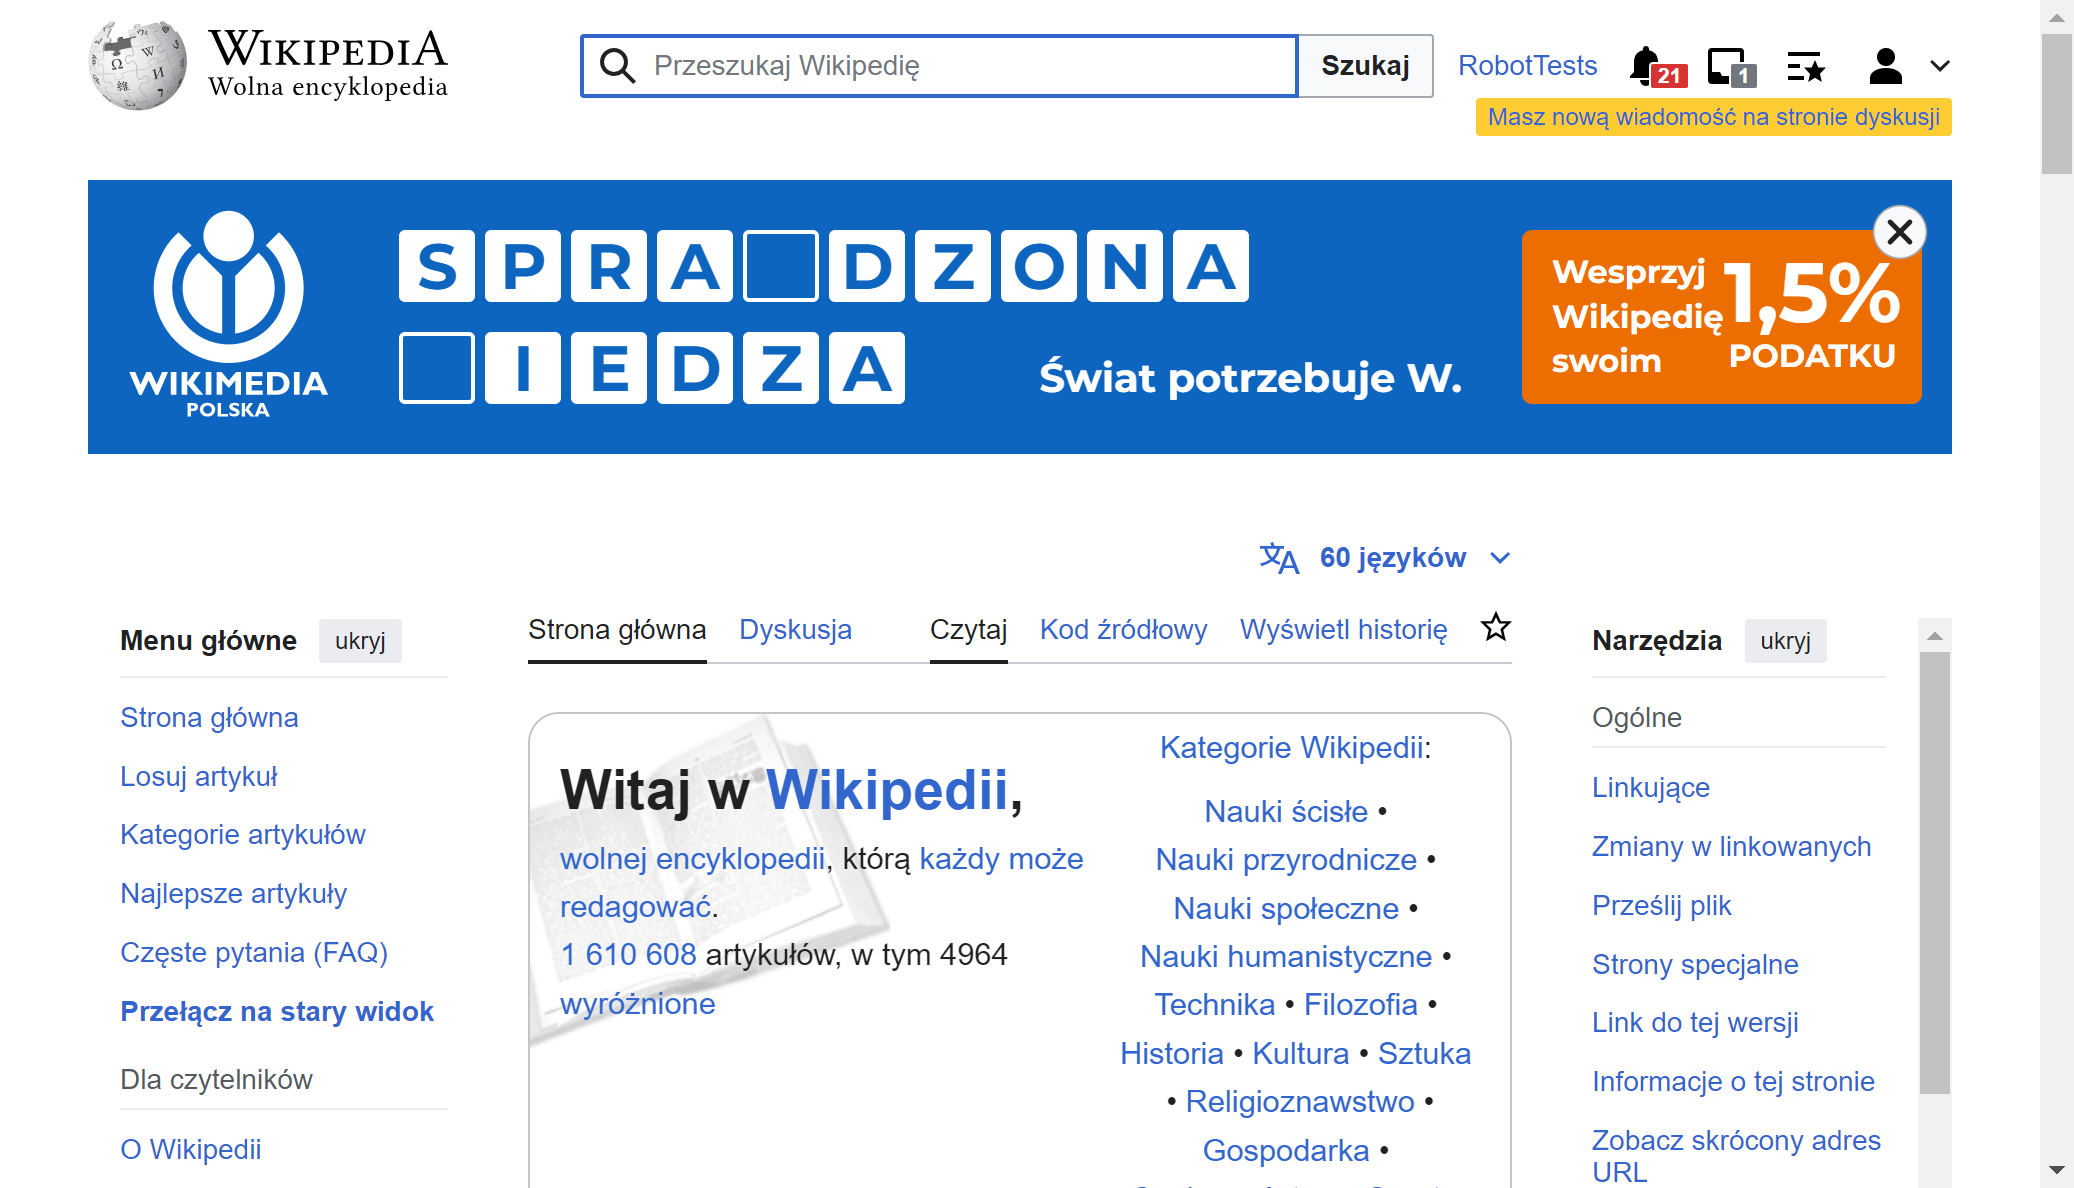 WIKIPEDIA
Wolna encyklopedia
Przeszukaj Wikipedię
Szukaj
RobotTests
21
1
Masz nową wiadomość na stronie dyskusji
WIKIMEDIA
POLSKA
SPRA DZONA
IEDZA
Świat potrzebuje W.
Wesprzyj
Wikipedię
swoim
1,5%
PODATKU
60 języków
Menu główne
ukryj
Strona główna
Losuj artykuł
Kategorie artykułów
Najlepsze artykuły
Częste pytania (FAQ)
Przełącz na stary widok
Dla czytelników
O Wikipedii
Strona główna
Dyskusja
Czytaj
Kod źródłowy
Wyświetl historię
Witaj w Wikipedii,
wolnej encyklopedii, którą każdy może
redagować.
1 610 608 artykułów, w tym 4964
wyróżnione
Kategorie Wikipedii:
Nauki ścisłe •
Nauki przyrodnicze •
Nauki społeczne •
Nauki humanistyczne •
Technika • Filozofia •
Historia • Kultura • Sztuka
• Religioznawstwo •
Gospodarka •
Narzędzia
ukryj
Ogólne
Linkujące
Zmiany w linkowanych
Prześlij plik
Strony specjalne
Link do tej wersji
Informacje o tej stronie
Zobacz skrócony adres
URL